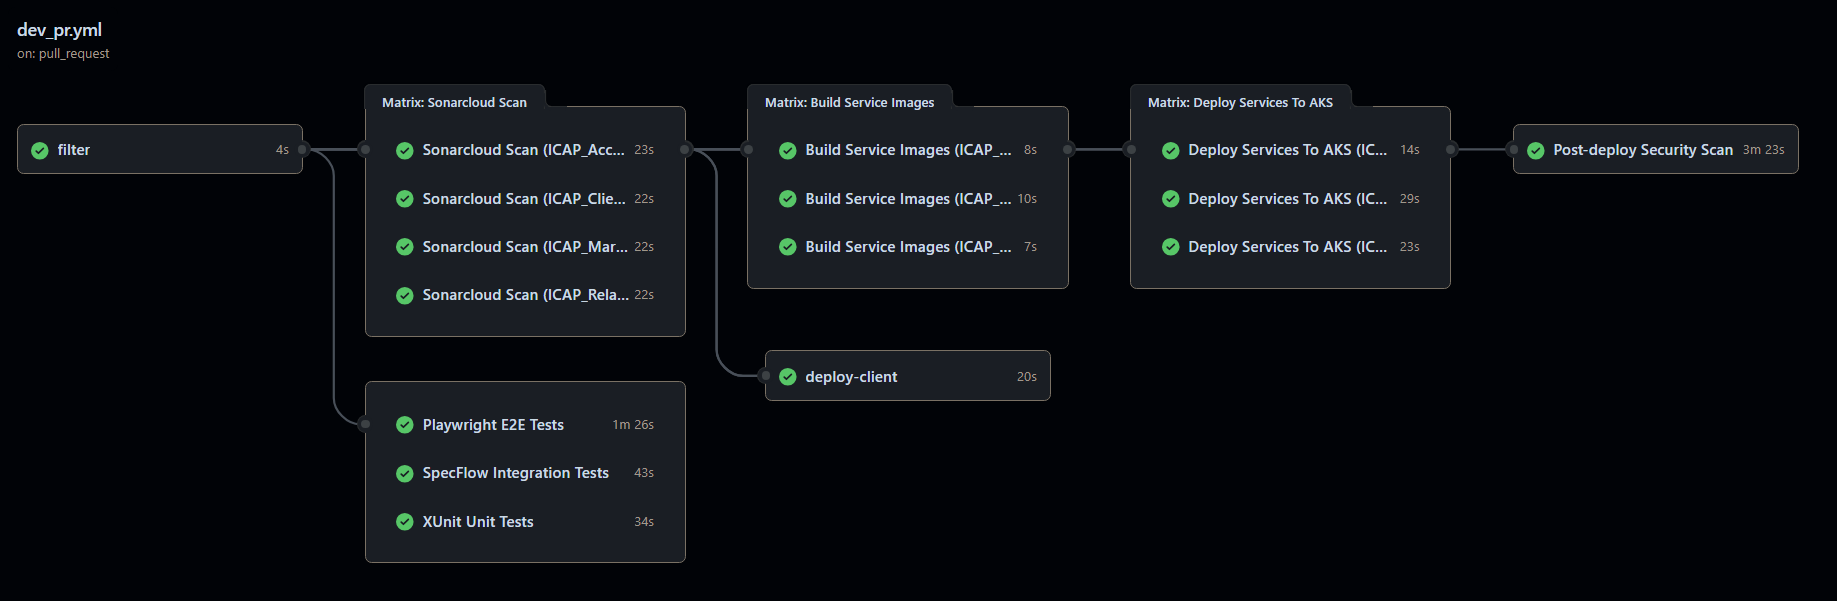 dev_pr.yml
on: pull_request
filter 4s
Matrix: Sonarcloud Scan
Sonarcloud Scan (ICAP_Acc... 23s
Sonarcloud Scan (ICAP_Clie... 22s
Sonarcloud Scan (ICAP_Mar... 22s
Sonarcloud Scan (ICAP_Rela... 22s
Playwright E2E Tests 1m 26s
SpecFlow Integration Tests 43s
XUnit Unit Tests 34s
Matrix: Build Service Images
Build Service Images (ICAP_... 8s
Build Service Images (ICAP_... 10s
Build Service Images (ICAP_... 7s
deploy-client 20s
Matrix: Deploy Services To AKS
Deploy Services To AKS (IC... 14s
Deploy Services To AKS (IC... 29s
Deploy Services To AKS (IC... 23s
Post-deploy Security Scan 3m 23s